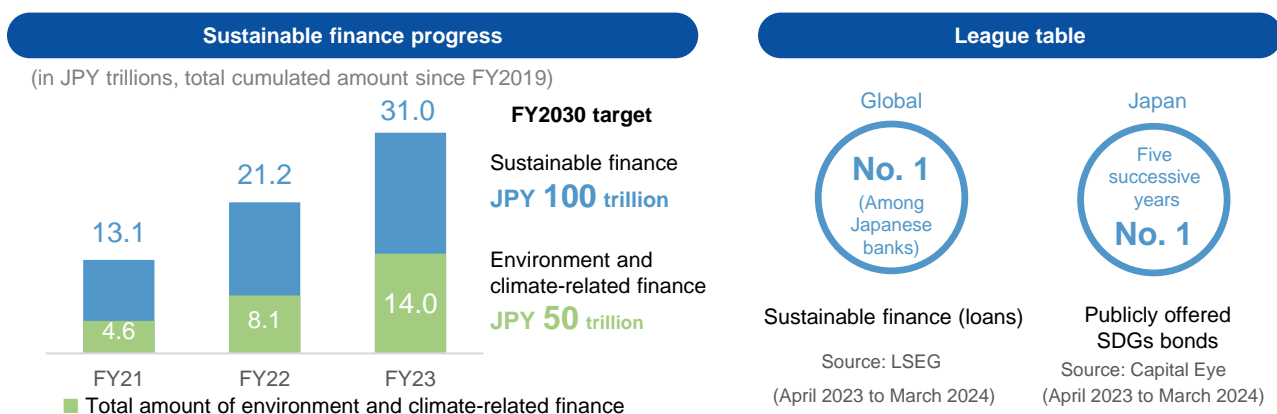 Sustainable finance progress
(in JPY trillions, total cumulated amount since FY2019)
31.0
21.2
13.1
14.0
8.1
4.6
FY21 FY22 FY23
Total amount of environment and climate-related finance
FY2030 target
Sustainable finance
JPY 100 trillion
Environment and
climate-related finance
JPY 50 trillion
League table
Global
No. 1
(Among
Japanese
banks)
Sustainable finance (loans)
Source: LSEG
(April 2023 to March 2024)
Japan
Five
successive
years
No. 1
Publicly offered
SDGs bonds
Source: Capital Eye
(April 2023 to March 2024)